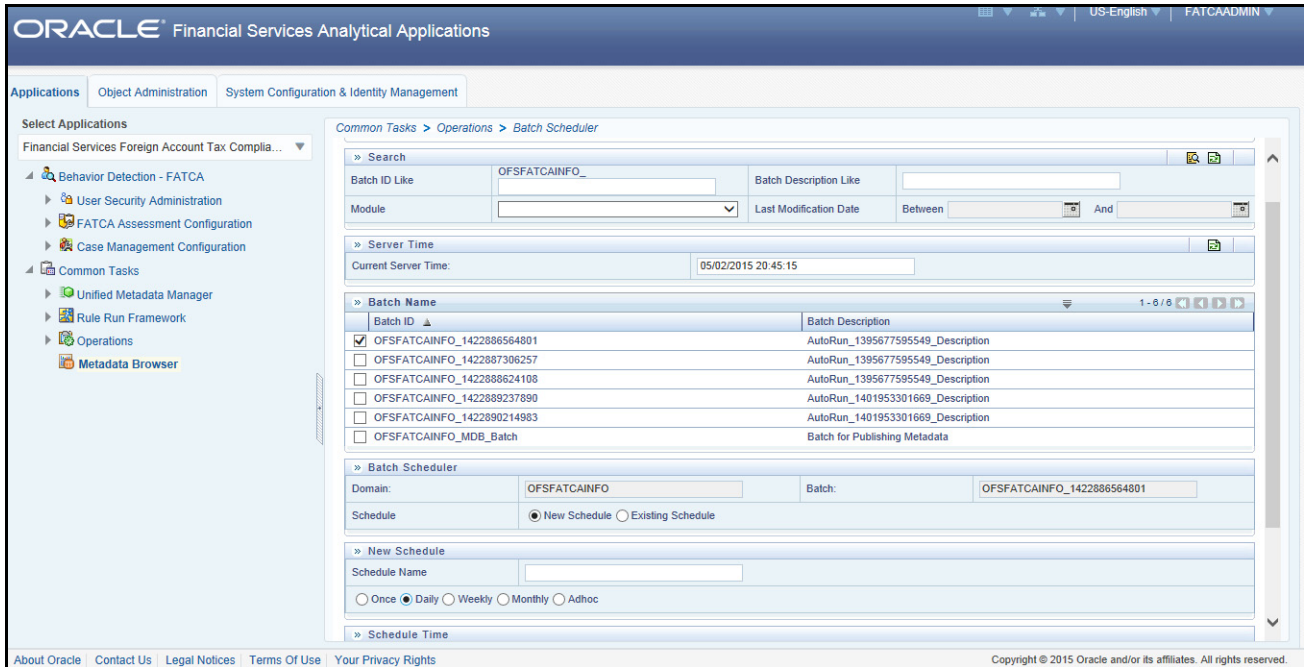 US-English FATCAADMIN
ORACLE® Financial Services Analytical Applications
Applications Object Administration System Configuration & Identity Management
Select Applications
Financial Services Foreign Account Tax Complia...
Behavior Detection - FATCA
User Security Administration
FATCA Assessment Configuration
Case Management Configuration
Common Tasks
Unified Metadata Manager
Rule Run Framework
Operations
Metadata Browser
Common Tasks > Operations > Batch Scheduler
» Search
Batch ID Like OFSFATCAINFO_ Batch Description Like
Module Last Modification Date Between And
» Server Time
Current Server Time: 05/02/2015 20:45:15
» Batch Name 1 - 6 / 6
Batch ID Batch Description
OFSFATCAINFO_1422886564801 AutoRun_1395677595549_Description
OFSFATCAINFO_1422887306257 AutoRun_1395677595549_Description
OFSFATCAINFO_1422888624108 AutoRun_1395677595549_Description
OFSFATCAINFO_1422889237890 AutoRun_1401953301669_Description
OFSFATCAINFO_1422890214983 AutoRun_1401953301669_Description
OFSFATCAINFO_MDB_Batch Batch for Publishing Metadata
» Batch Scheduler
Domain: OFSFATCAINFO Batch: OFSFATCAINFO_1422886564801
Schedule New Schedule Existing Schedule
» New Schedule
Schedule Name
Once Daily Weekly Monthly Adhoc
» Schedule Time
About Oracle Contact Us Legal Notices Terms Of Use Your Privacy Rights Copyright © 2015 Oracle and/or its affiliates. All rights reserved.